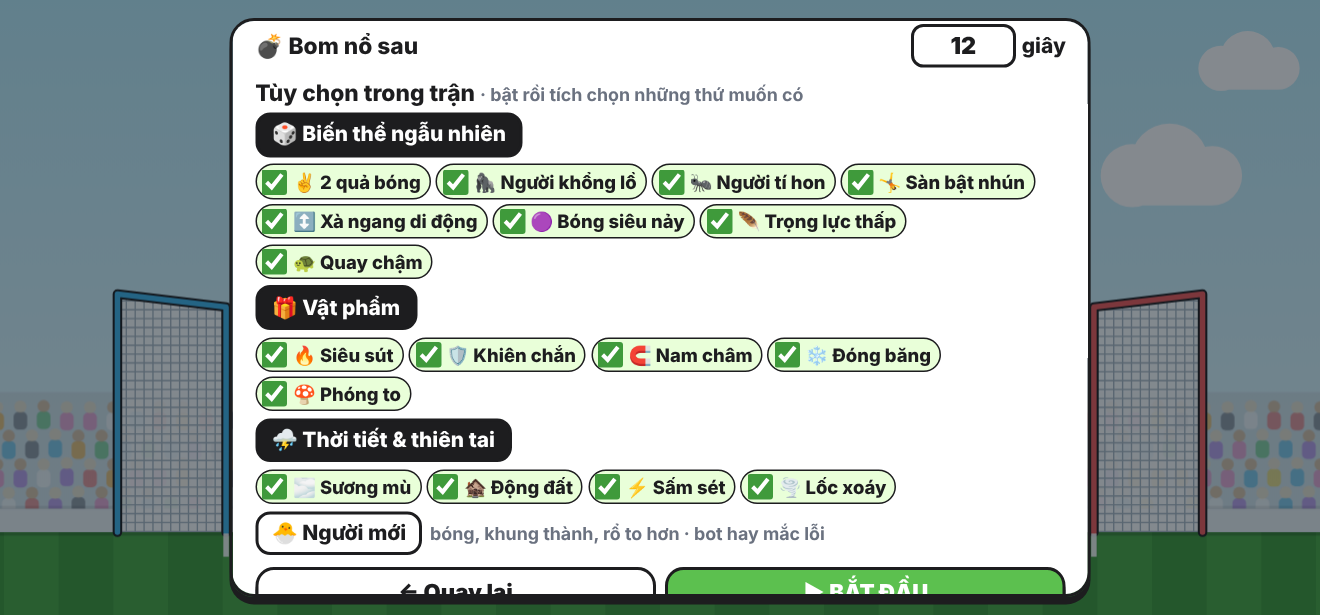 Bom nổ sau 12 giây
Tùy chọn trong trận · bật rồi tích chọn những thứ muốn có
Biến thể ngẫu nhiên
2 quả bóng Người khổng lồ Người tí hon Sàn bật nhún
Xà ngang di động Bóng siêu nảy Trọng lực thấp
Quay chậm
Vật phẩm
Siêu sút Khiên chắn Nam châm Đóng băng
Phóng to
Thời tiết & thiên tai
Sương mù Động đất Sấm sét Lốc xoáy
Người mới bóng, khung thành, rổ to hơn · bot hay mắc lỗi
← Quay lại ▶ BẮT ĐẦU